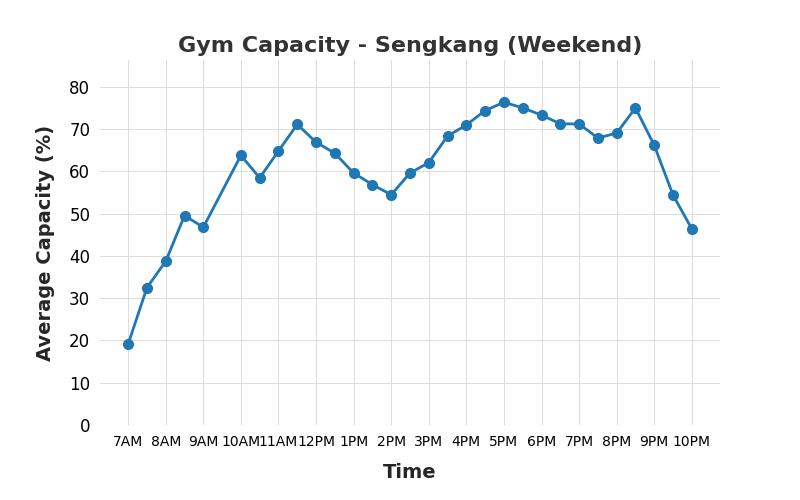 Gym Capacity - Sengkang (Weekend)
Average Capacity (%)
80
70
60
50
40
30
20
10
0
7AM 8AM 9AM 10AM 11AM 12PM 1PM 2PM 3PM 4PM 5PM 6PM 7PM 8PM 9PM 10PM
Time